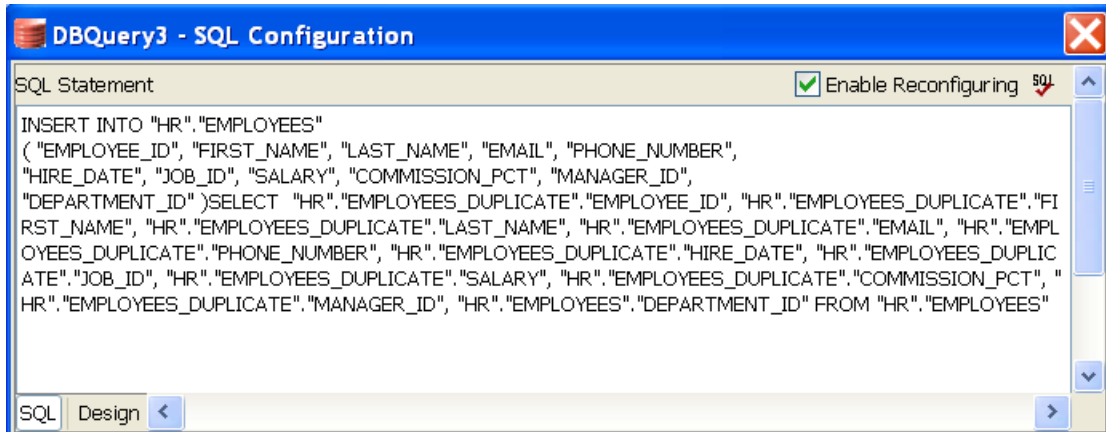 DBQuery3 - SQL Configuration
SQL Statement
Enable Reconfiguring SQL
INSERT INTO "HR"."EMPLOYEES"
( "EMPLOYEE_ID", "FIRST_NAME", "LAST_NAME", "EMAIL", "PHONE_NUMBER",
"HIRE_DATE", "JOB_ID", "SALARY", "COMMISSION_PCT", "MANAGER_ID",
"DEPARTMENT_ID" )SELECT  "HR"."EMPLOYEES_DUPLICATE"."EMPLOYEE_ID", "HR"."EMPLOYEES_DUPLICATE"."FI
RST_NAME", "HR"."EMPLOYEES_DUPLICATE"."LAST_NAME", "HR"."EMPLOYEES_DUPLICATE"."EMAIL", "HR"."EMPL
OYEES_DUPLICATE"."PHONE_NUMBER", "HR"."EMPLOYEES_DUPLICATE"."HIRE_DATE", "HR"."EMPLOYEES_DUPLIC
ATE"."JOB_ID", "HR"."EMPLOYEES_DUPLICATE"."SALARY", "HR"."EMPLOYEES_DUPLICATE"."COMMISSION_PCT", "
HR"."EMPLOYEES_DUPLICATE"."MANAGER_ID", "HR"."EMPLOYEES"."DEPARTMENT_ID" FROM "HR"."EMPLOYEES"
SQL Design